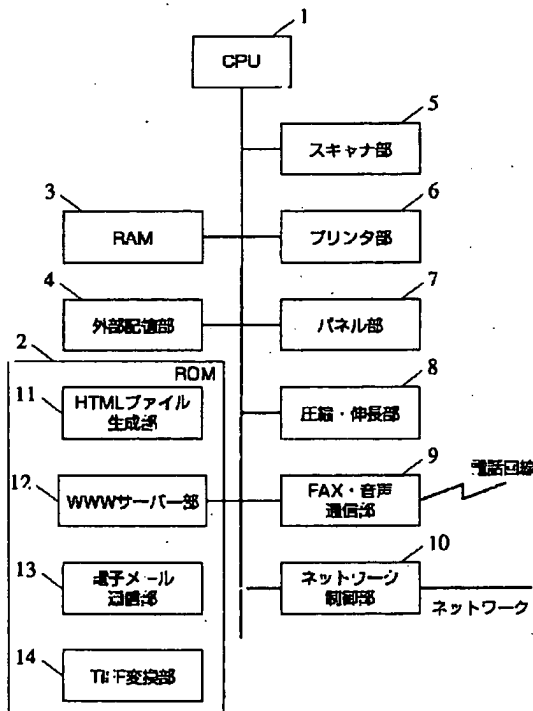 1
CPU
5
スキャナ部
3
RAM
6
プリンタ部
4
外部記憶部
7
パネル部
2
ROM
8
圧縮・伸長部
11
HTMLファイル
生成部
9
FAX・音声
通信部
電話回線
12
WWWサーバー部
10
ネットワーク
制御部
ネットワーク
13
電子メール
通信部
14
TIFF変換部